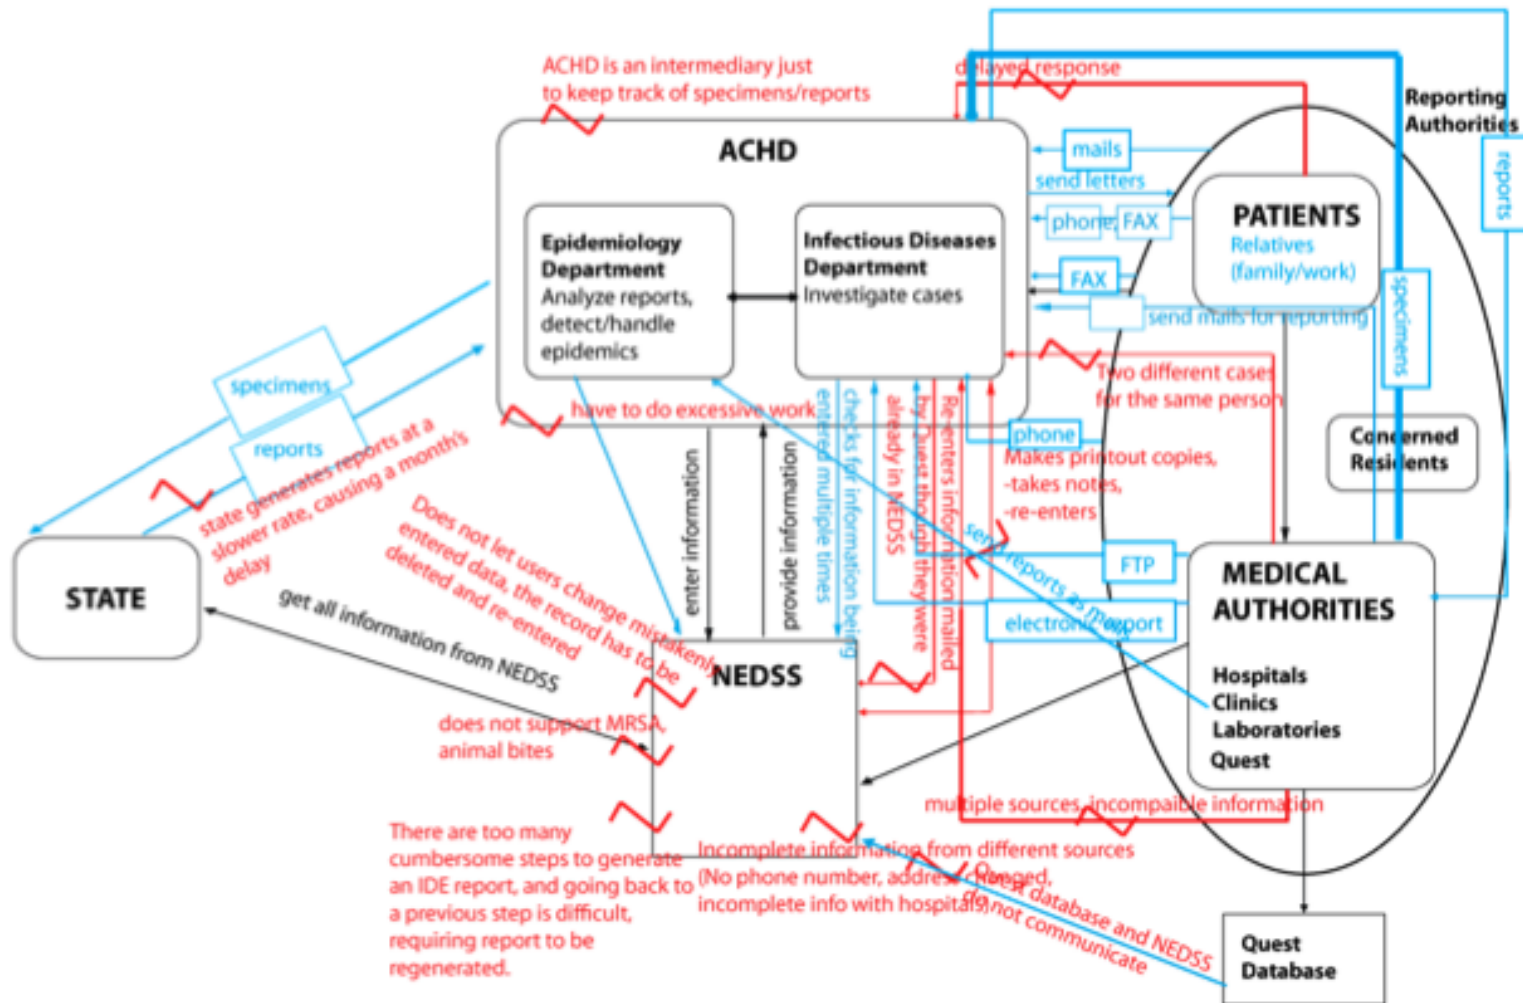 ACHD is an intermediary just
to keep track of specimens/reports
delayed response
Reporting
Authorities
ACHD
mails
send letters
phone, FAX
FAX
send mails for reporting
reports
specimens
PATIENTS
Relatives
(family/work)
Epidemiology
Department
Analyze reports,
detect/handle
epidemics
Infectious Diseases
Department
Investigate cases
specimens
reports
have to do excessive work
Two different cases
for the same person
phone
Makes printout copies,
-takes notes,
-re-enters
Concerned
Residents
state generates reports at a
slower rate, causing a month's
delay
STATE
get all information from NEDSS
Does not let users change mistakenly
entered data, the record has to be
deleted and re-entered
enter information
provide information
checks for information being
entered multiple times
Re-enters information mailed
by Quest though they were
already in NEDSS
send reports as mail
FTP
electronic report
MEDICAL
AUTHORITIES
Hospitals
Clinics
Laboratories
Quest
NEDSS
does not support MRSA,
animal bites
multiple sources, incompaible information
There are too many
cumbersome steps to generate
an IDE report, and going back to
a previous step is difficult,
requiring report to be
regenerated.
Incomplete information from different sources
(No phone number, address changed,
incomplete info with hospitals)
Quest database and NEDSS
do not communicate
Quest
Database